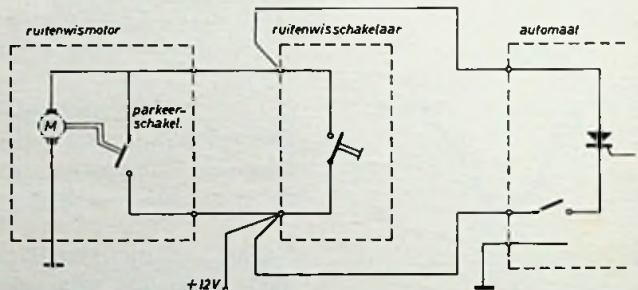 ruitenwismotor
ruitenwisschakelaar
automaat
parkeer-
schakel.
M
+12V